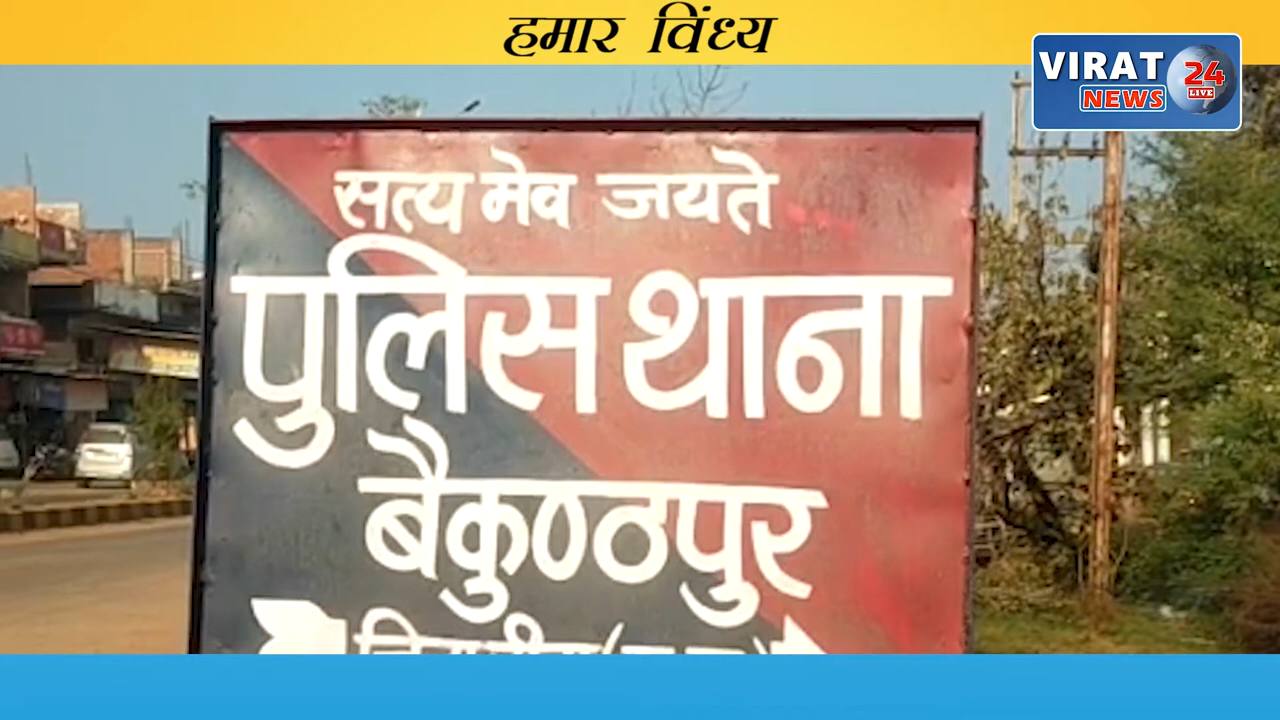 हमार विंध्य
VIRAT
NEWS
24
LIVE
सत्य मेव जयते
पुलिस थाना
बैकुण्ठपुर